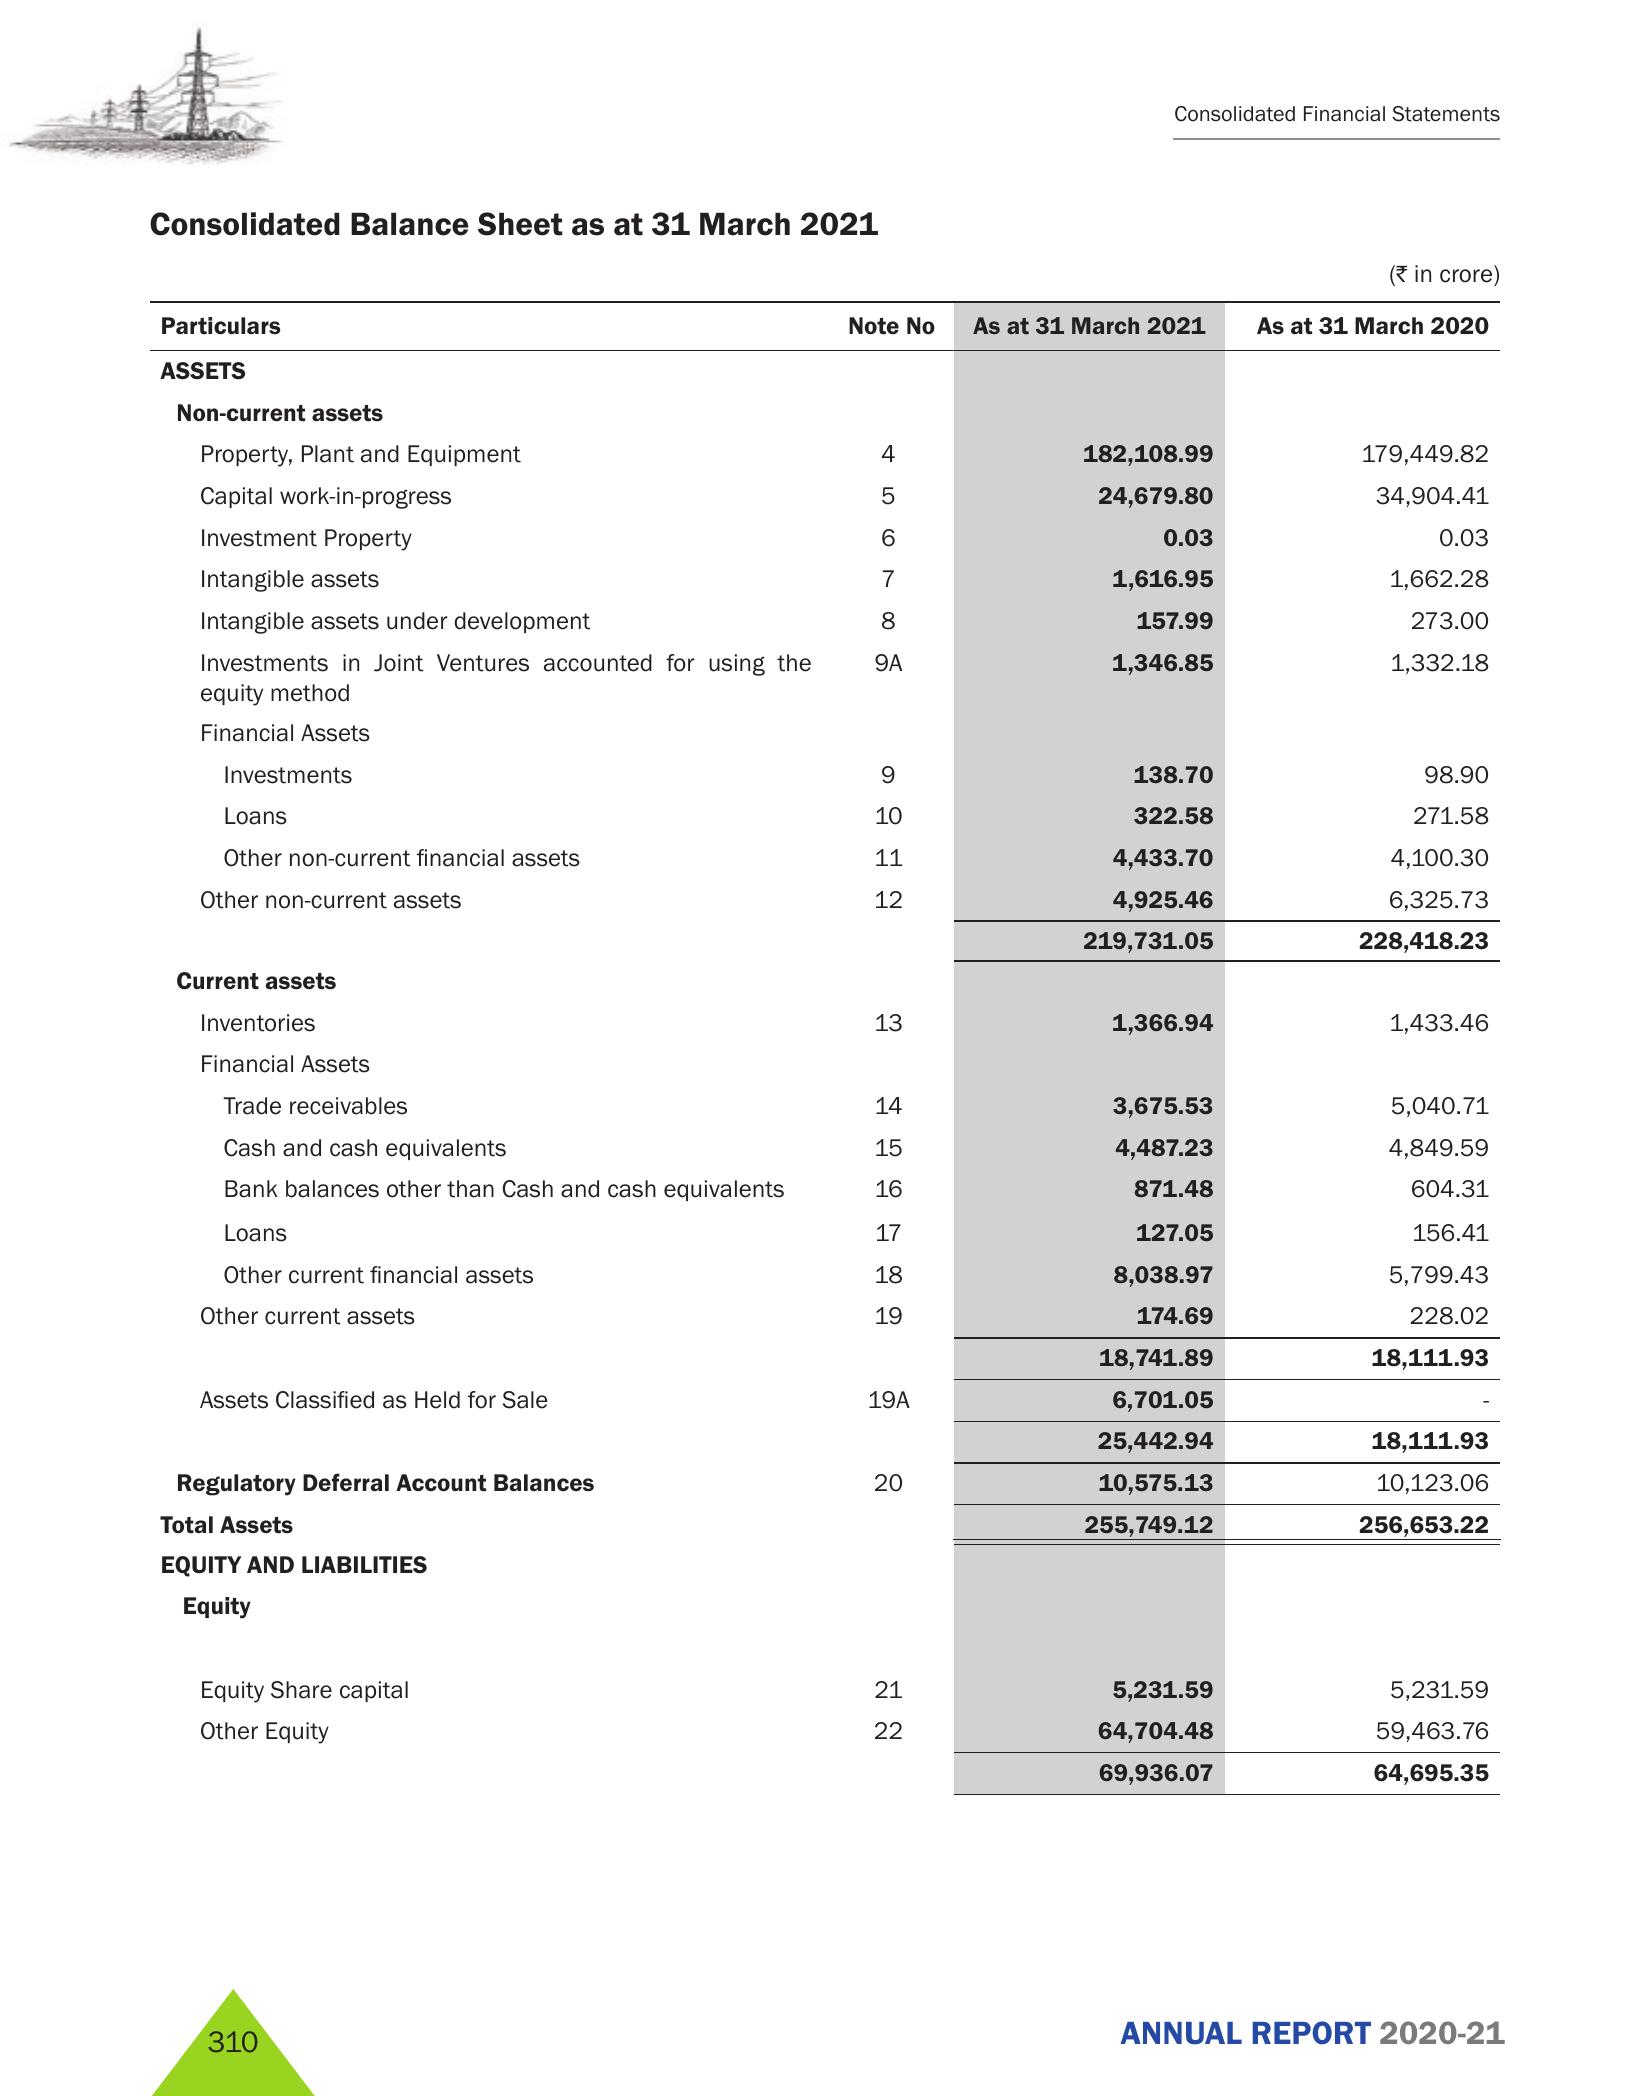 Consolidated Financial Statements
Consolidated Balance Sheet as at 31 March 2021
(₹ in crore)
Particulars Note No As at 31 March 2021 As at 31 March 2020
ASSETS
Non-current assets
Property, Plant and Equipment 4 182,108.99 179,449.82
Capital work-in-progress 5 24,679.80 34,904.41
Investment Property 6 0.03 0.03
Intangible assets 7 1,616.95 1,662.28
Intangible assets under development 8 157.99 273.00
Investments in Joint Ventures accounted for using the 9A 1,346.85 1,332.18
equity method
Financial Assets
Investments 9 138.70 98.90
Loans 10 322.58 271.58
Other non-current financial assets 11 4,433.70 4,100.30
Other non-current assets 12 4,925.46 6,325.73
219,731.05 228,418.23
Current assets
Inventories 13 1,366.94 1,433.46
Financial Assets
Trade receivables 14 3,675.53 5,040.71
Cash and cash equivalents 15 4,487.23 4,849.59
Bank balances other than Cash and cash equivalents 16 871.48 604.31
Loans 17 127.05 156.41
Other current financial assets 18 8,038.97 5,799.43
Other current assets 19 174.69 228.02
18,741.89 18,111.93
Assets Classified as Held for Sale 19A 6,701.05 -
25,442.94 18,111.93
Regulatory Deferral Account Balances 20 10,575.13 10,123.06
Total Assets 255,749.12 256,653.22
EQUITY AND LIABILITIES
Equity
Equity Share capital 21 5,231.59 5,231.59
Other Equity 22 64,704.48 59,463.76
69,936.07 64,695.35
310
ANNUAL REPORT 2020-21